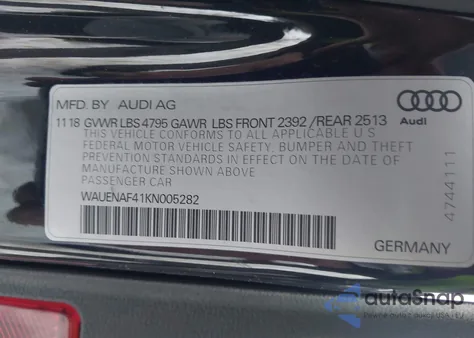 MFD. BY AUDI AG
1118 GVWR LBS 4795 GAWR LBS FRONT 2392 /REAR 2513
THIS VEHICLE CONFORMS TO ALL APPLICABLE U S
FEDERAL MOTOR VEHICLE SAFETY, BUMPER AND THEFT
PREVENTION STANDARDS IN EFFECT ON THE DATE OF
MANUFACTURE SHOWN ABOVE
PASSENGER CAR
WAUENAF41KN005282
Audi
4744111
GERMANY
autoSnap